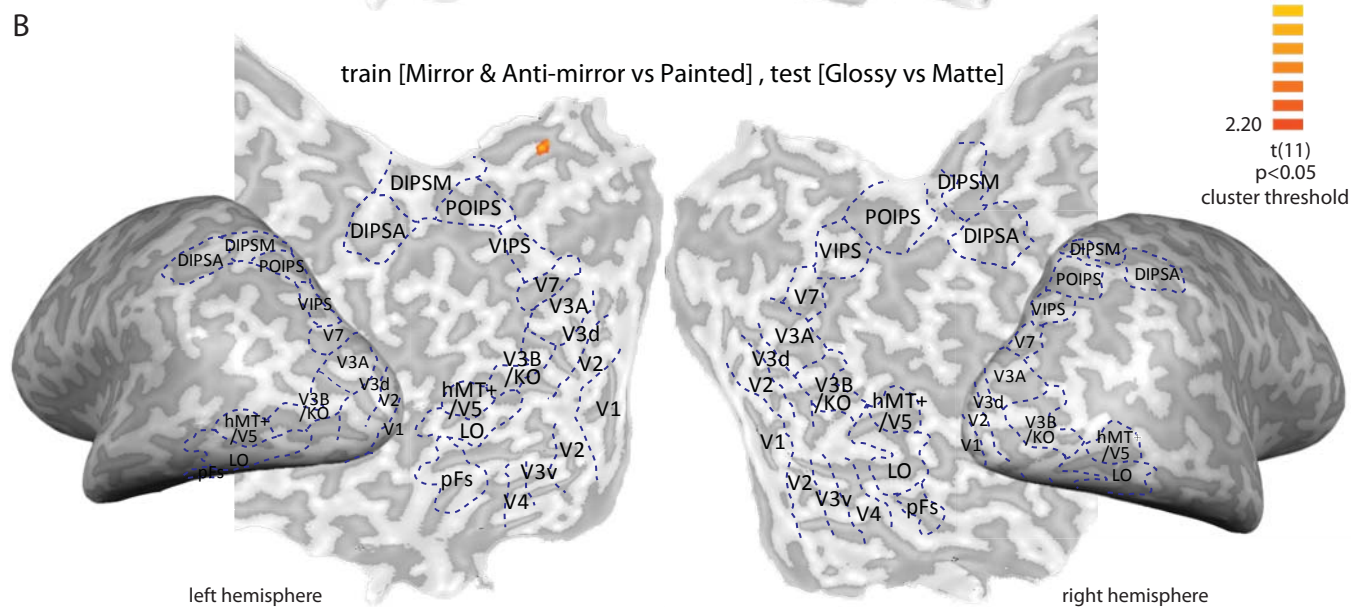 B
train [Mirror & Anti-mirror vs Painted] , test [Glossy vs Matte]
2.20
t(11)
p<0.05
cluster threshold
DIPSM
DIPSA
POIPS
VIPS
V7
V3A
V3d
V3B
/KO
V2
V1
hMT+
/V5
LO
pFs
DIPSM
POIPS
DIPSA
VIPS
V7
V3A
V3d
V3B
/KO
V2
hMT+
/V5
LO
V1
V2
pFs
V3v
V4
DIPSM
POIPS
DIPSA
VIPS
V7
V3A
V3d
V2
V3B
/KO
hMT+
/V5
V1
LO
V2
V3v
V4
pFs
DIPSM
POIPS
DIPSA
VIPS
V7
V3A
V3d
V2
V3B
/KO
V1
hMT+
/V5
LO
left hemisphere
right hemisphere